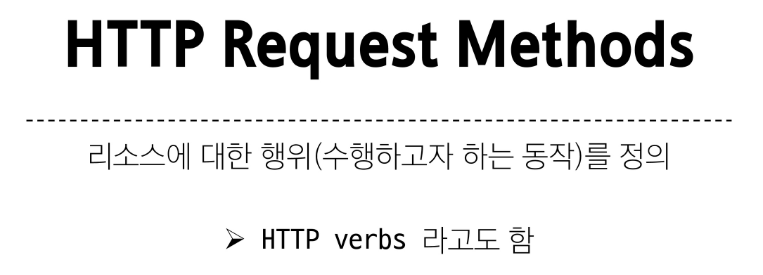 HTTP Request Methods
리소스에 대한 행위(수행하고자 하는 동작)를 정의
➢ HTTP verbs 라고도 함